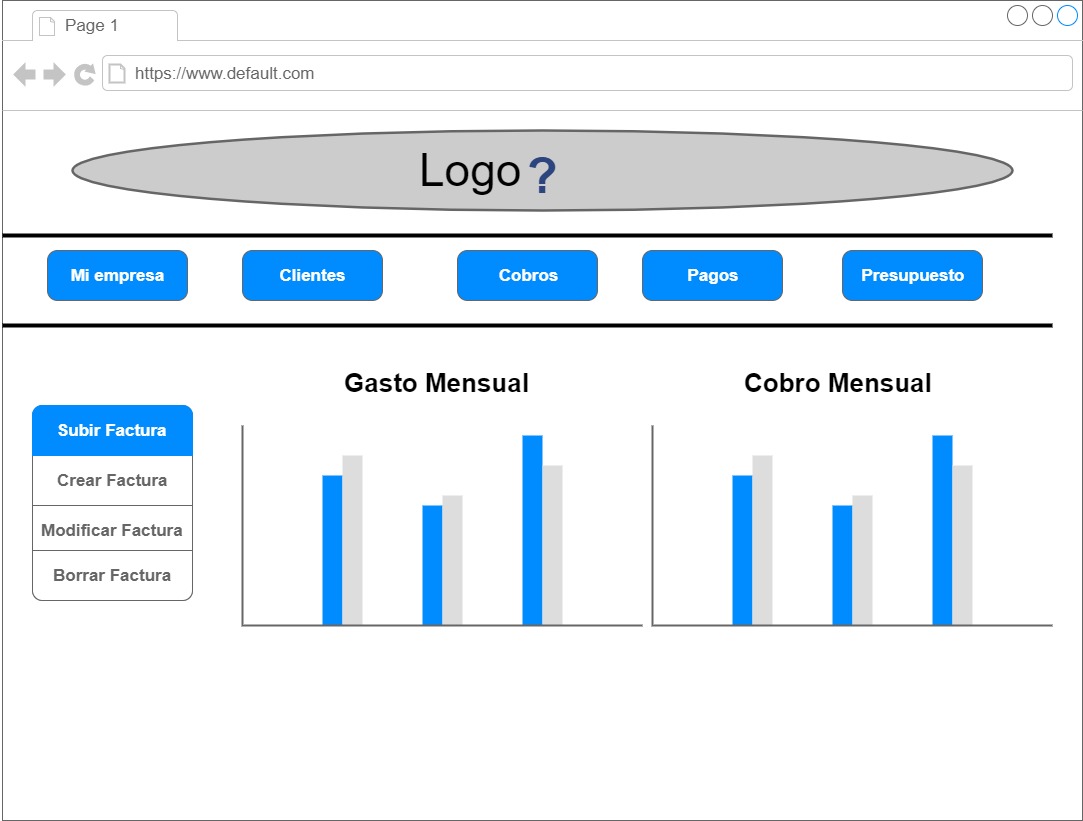 Page 1
https://www.default.com
Logo ?
Mi empresa
Clientes
Cobros
Pagos
Presupuesto
Gasto Mensual
Cobro Mensual
Subir Factura
Crear Factura
Modificar Factura
Borrar Factura